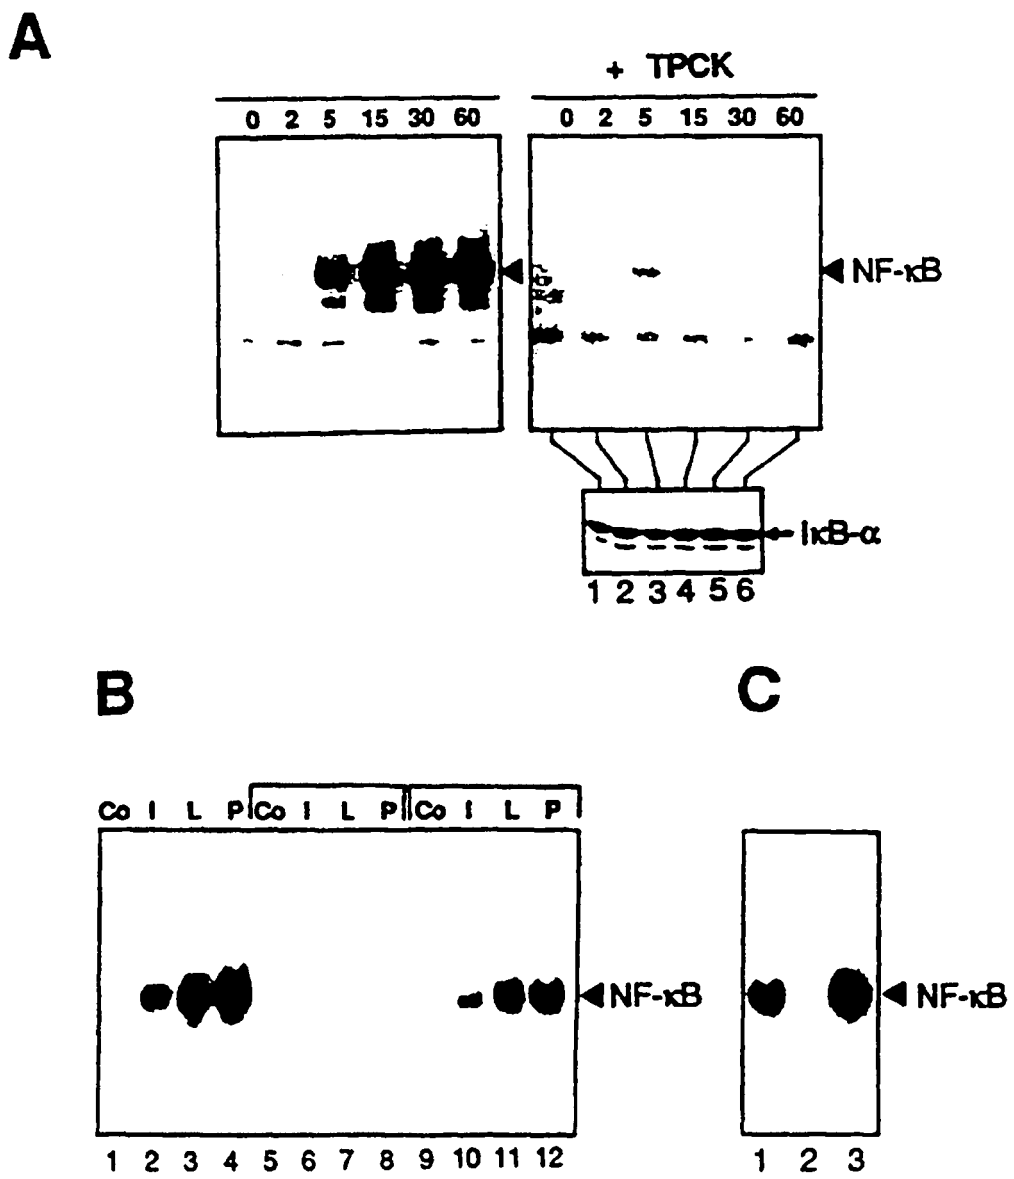 A
+ TPCK
0 2 5 15 30 60
0 2 5 15 30 60
NF-κB
IκB-α
1 2 3 4 5 6
B
C
Co I L P Co I L P Co I L P
NF-κB
NF-κB
1 2 3 4 5 6 7 8 9 10 11 12
1 2 3